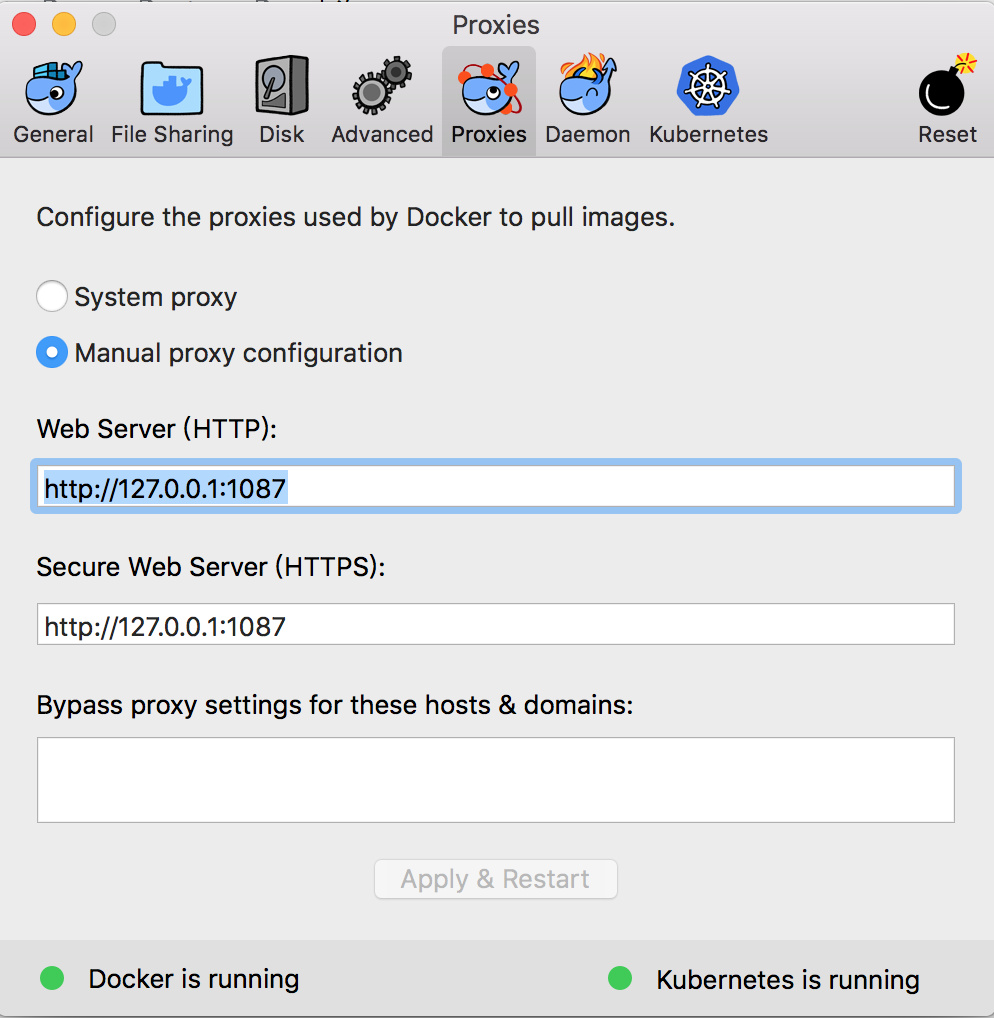 Proxies
General File Sharing Disk Advanced Proxies Daemon Kubernetes Reset
Configure the proxies used by Docker to pull images.
System proxy
Manual proxy configuration
Web Server (HTTP):
http://127.0.0.1:1087
Secure Web Server (HTTPS):
http://127.0.0.1:1087
Bypass proxy settings for these hosts & domains:
Apply & Restart
Docker is running Kubernetes is running